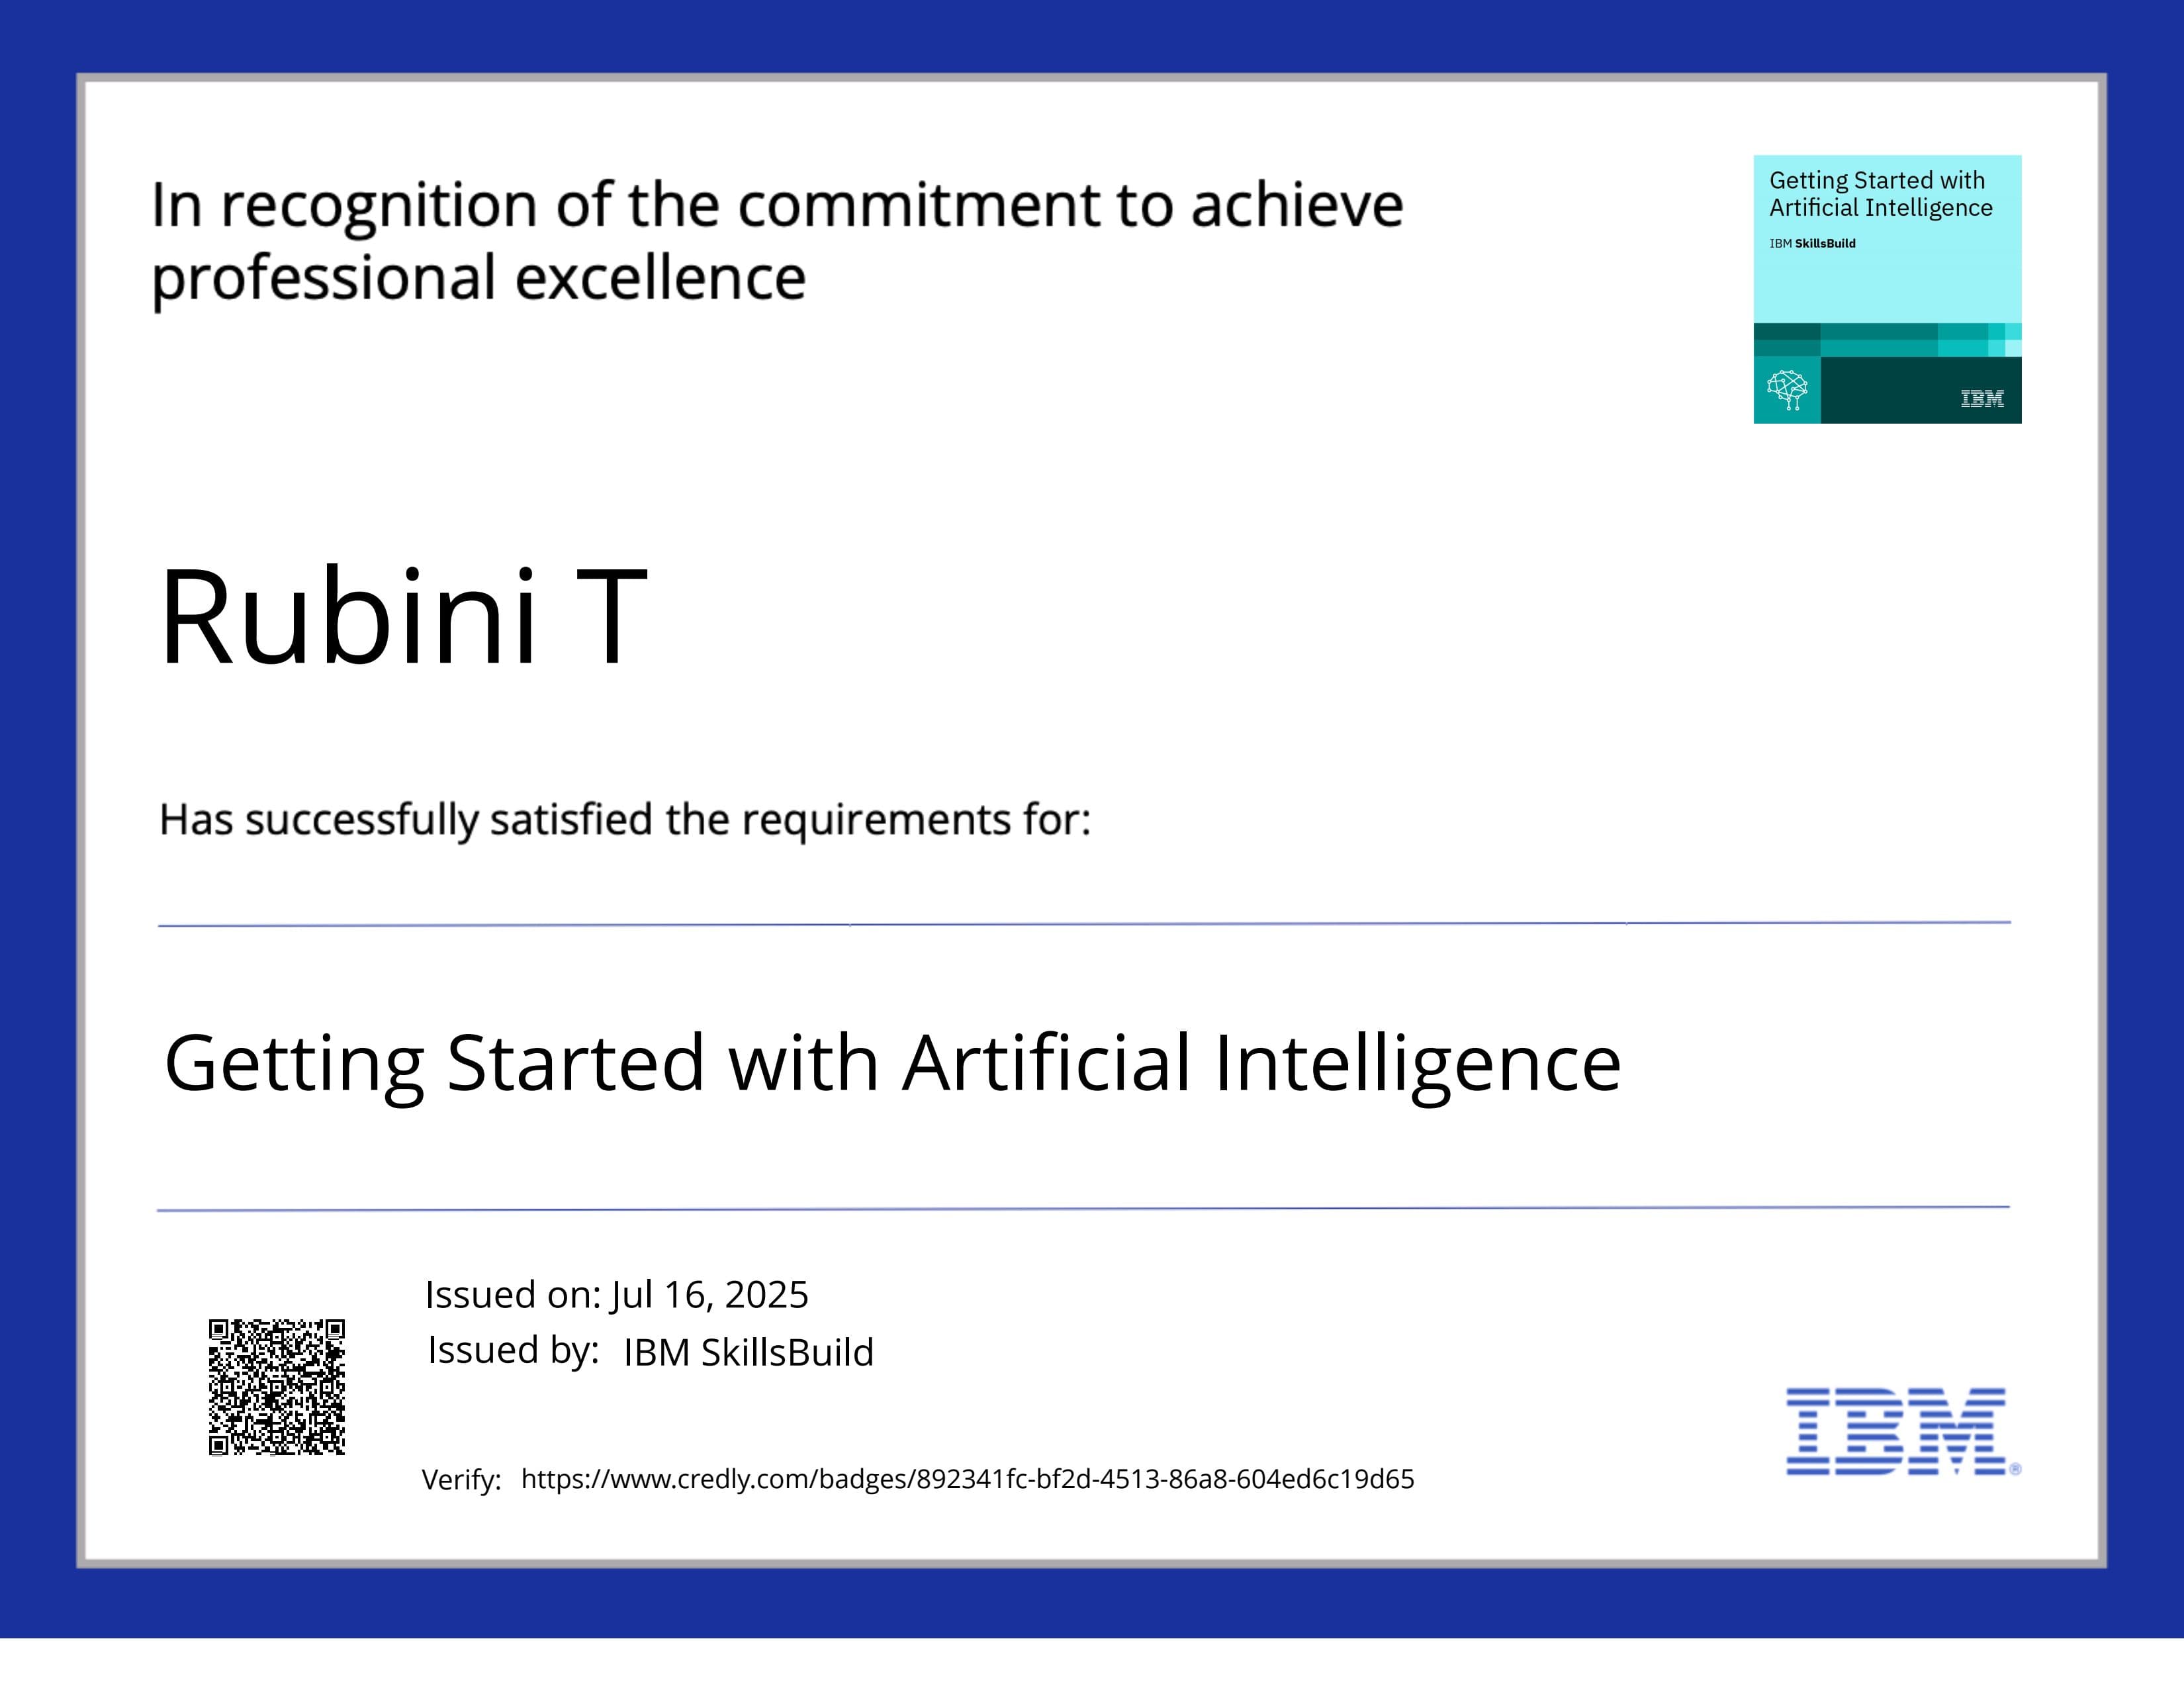 In recognition of the commitment to achieve
professional excellence
Getting Started with
Artificial Intelligence
IBM SkillsBuild
IBM
Rubini T
Has successfully satisfied the requirements for:
Getting Started with Artificial Intelligence
Issued on: Jul 16, 2025
Issued by: IBM SkillsBuild
IBM®
Verify: https://www.credly.com/badges/892341fc-bf2d-4513-86a8-604ed6c19d65